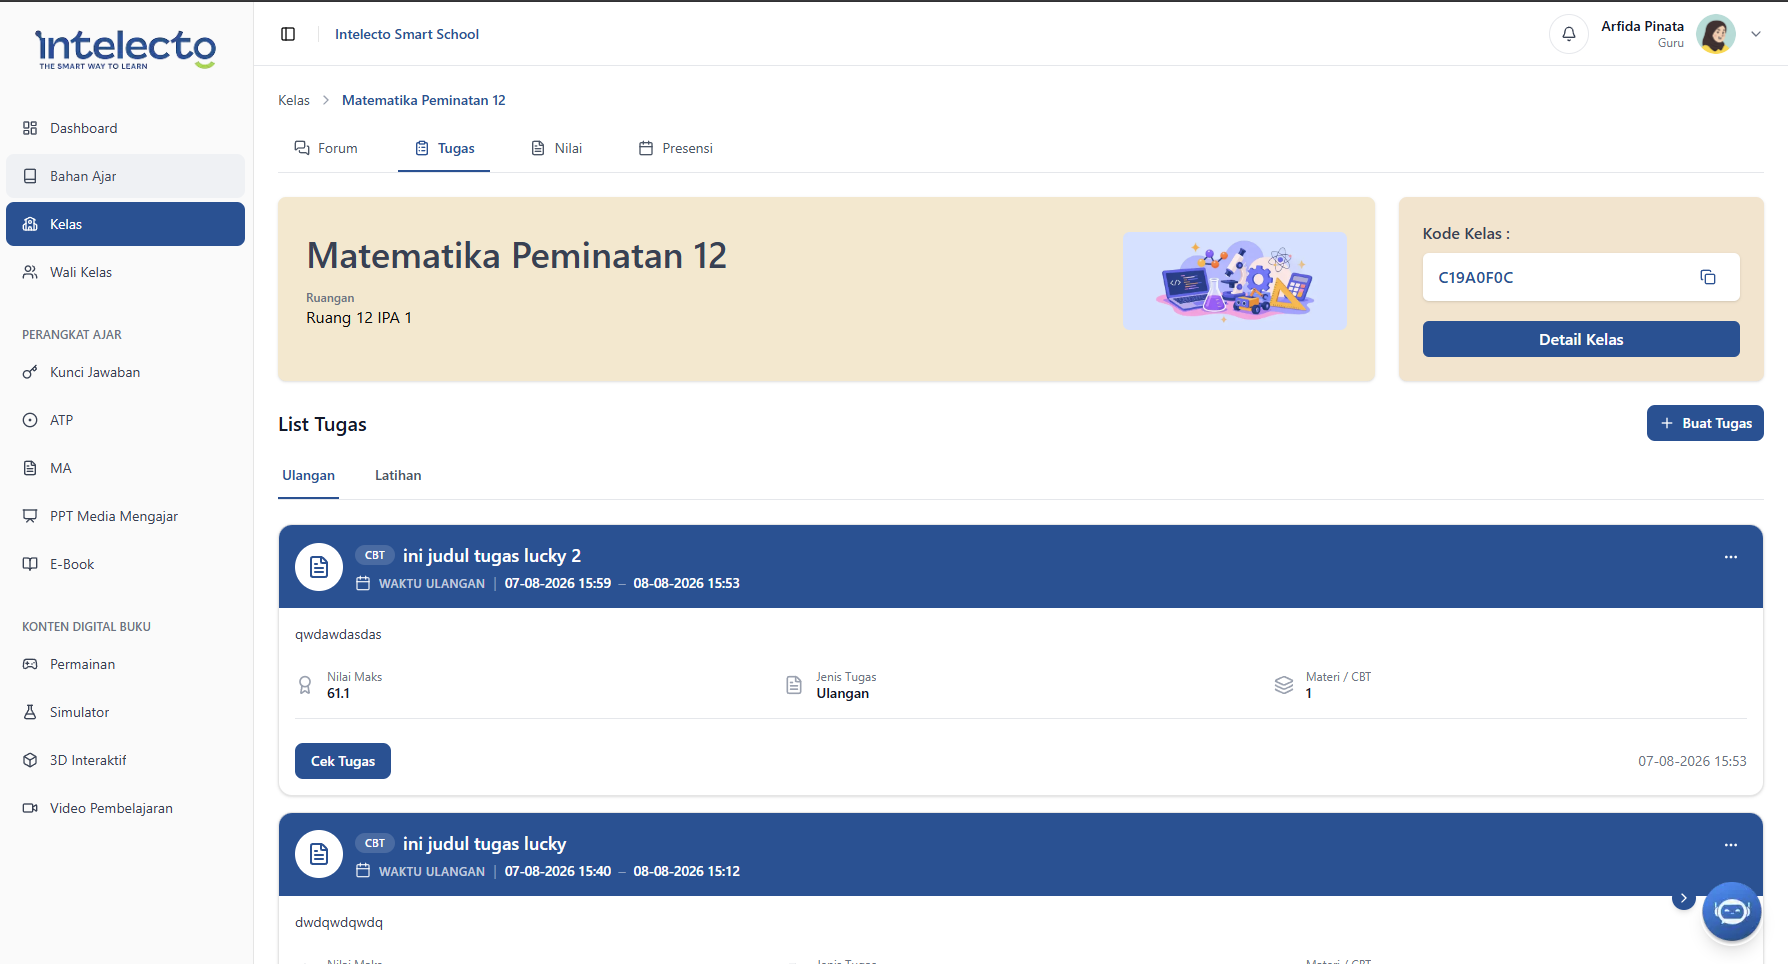 intelecto
THE SMART WAY TO LEARN
Intelecto Smart School
Arfida Pinata
Guru
Dashboard
Bahan Ajar
Kelas
Wali Kelas
PERANGKAT AJAR
Kunci Jawaban
ATP
MA
PPT Media Mengajar
E-Book
KONTEN DIGITAL BUKU
Permainan
Simulator
3D Interaktif
Video Pembelajaran
Kelas > Matematika Peminatan 12
Forum
Tugas
Nilai
Presensi
Matematika Peminatan 12
Ruangan
Ruang 12 IPA 1
Kode Kelas :
C19A0F0C
Detail Kelas
List Tugas
+ Buat Tugas
Ulangan
Latihan
CBT ini judul tugas lucky 2
WAKTU ULANGAN | 07-08-2026 15:59 – 08-08-2026 15:53
qwdawdasdas
Nilai Maks
61.1
Jenis Tugas
Ulangan
Materi / CBT
1
Cek Tugas
07-08-2026 15:53
CBT ini judul tugas lucky
WAKTU ULANGAN | 07-08-2026 15:40 – 08-08-2026 15:12
dwdqwdqwdq
Nilai Maks
Jenis Tugas
Materi / CBT